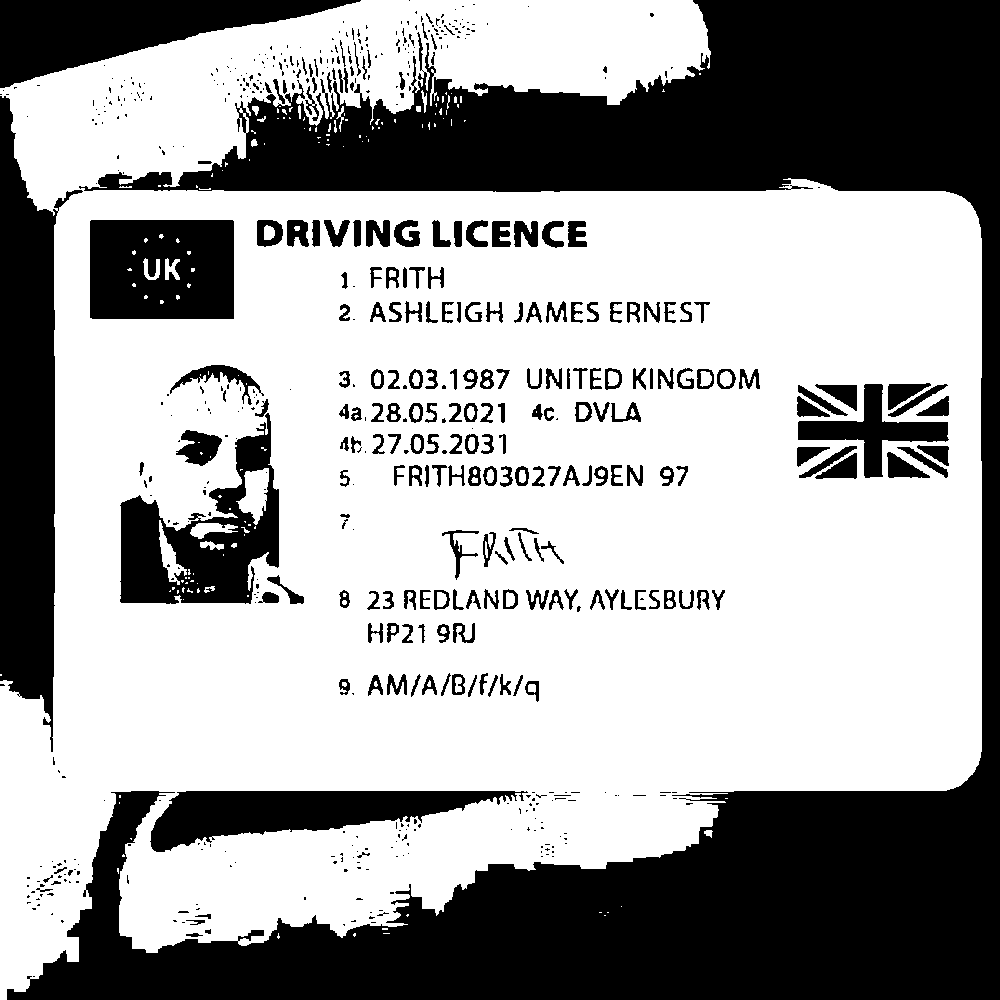 UK
DRIVING LICENCE
1. FRITH
2. ASHLEIGH JAMES ERNEST
3. 02.03.1987 UNITED KINGDOM
4a. 28.05.2021 4c. DVLA
4b. 27.05.2031
5. FRITH803027AJ9EN 97
7.
FRITH
8 23 REDLAND WAY, AYLESBURY
HP21 9RJ
9. AM/A/B/f/k/q